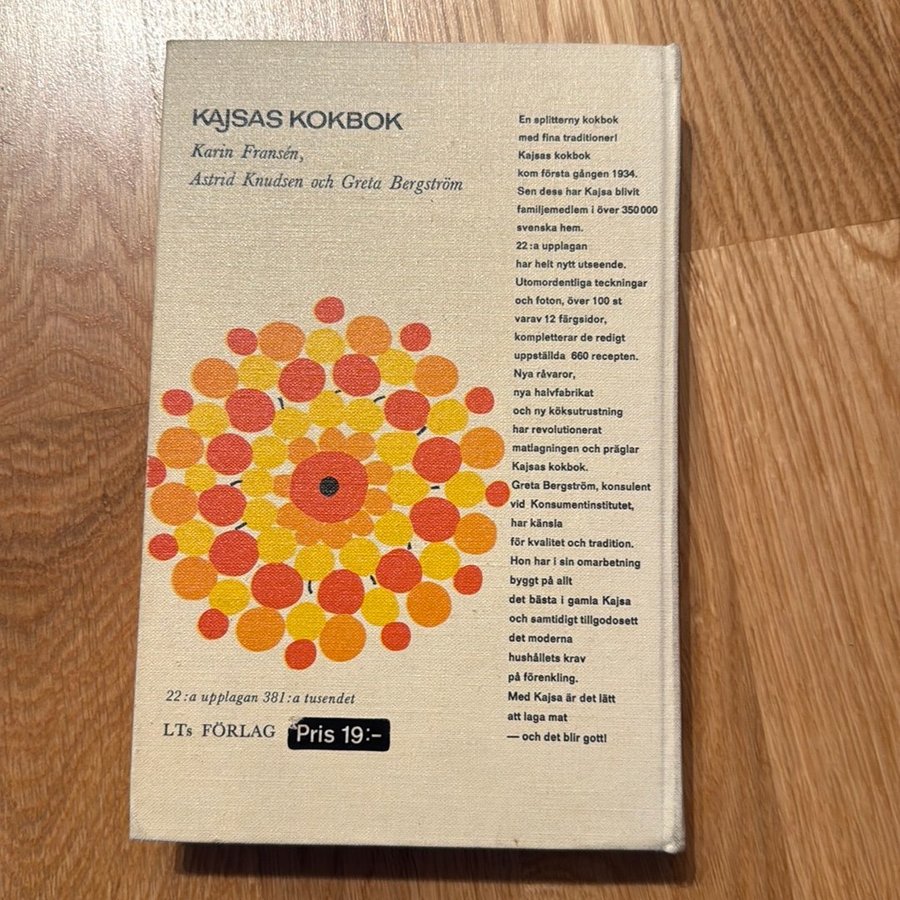 KAJSAS KOKBOK
Karin Fransén,
Astrid Knudsen och Greta Bergström
En splitterny kokbok
med fina traditioner!
Kajsas kokbok
kom första gången 1934.
Sen dess har Kajsa blivit
familjemedlem i över 350 000
svenska hem.
22:a upplagan
har helt nytt utseende.
Utomordentliga teckningar
och foton, över 100 st
varav 12 färgsidor,
kompletterar de redigt
uppställda 660 recepten.
Nya råvaror,
nya halvfabrikat
och ny köksutrustning
har revolutionerat
matlagningen och präglar
Kajsas kokbok.
Greta Bergström, konsulent
vid Konsumentinstitutet,
har känsla
för kvalitet och tradition.
Hon har i sin omarbetning
byggt på allt
det bästa i gamla Kajsa
och samtidigt tillgodosett
det moderna
hushållets krav
på förenkling.
Med Kajsa är det lätt
att laga mat
— och det blir gott!
22:a upplagan 381:a tusendet
LTs FÖRLAG Pris 19:-